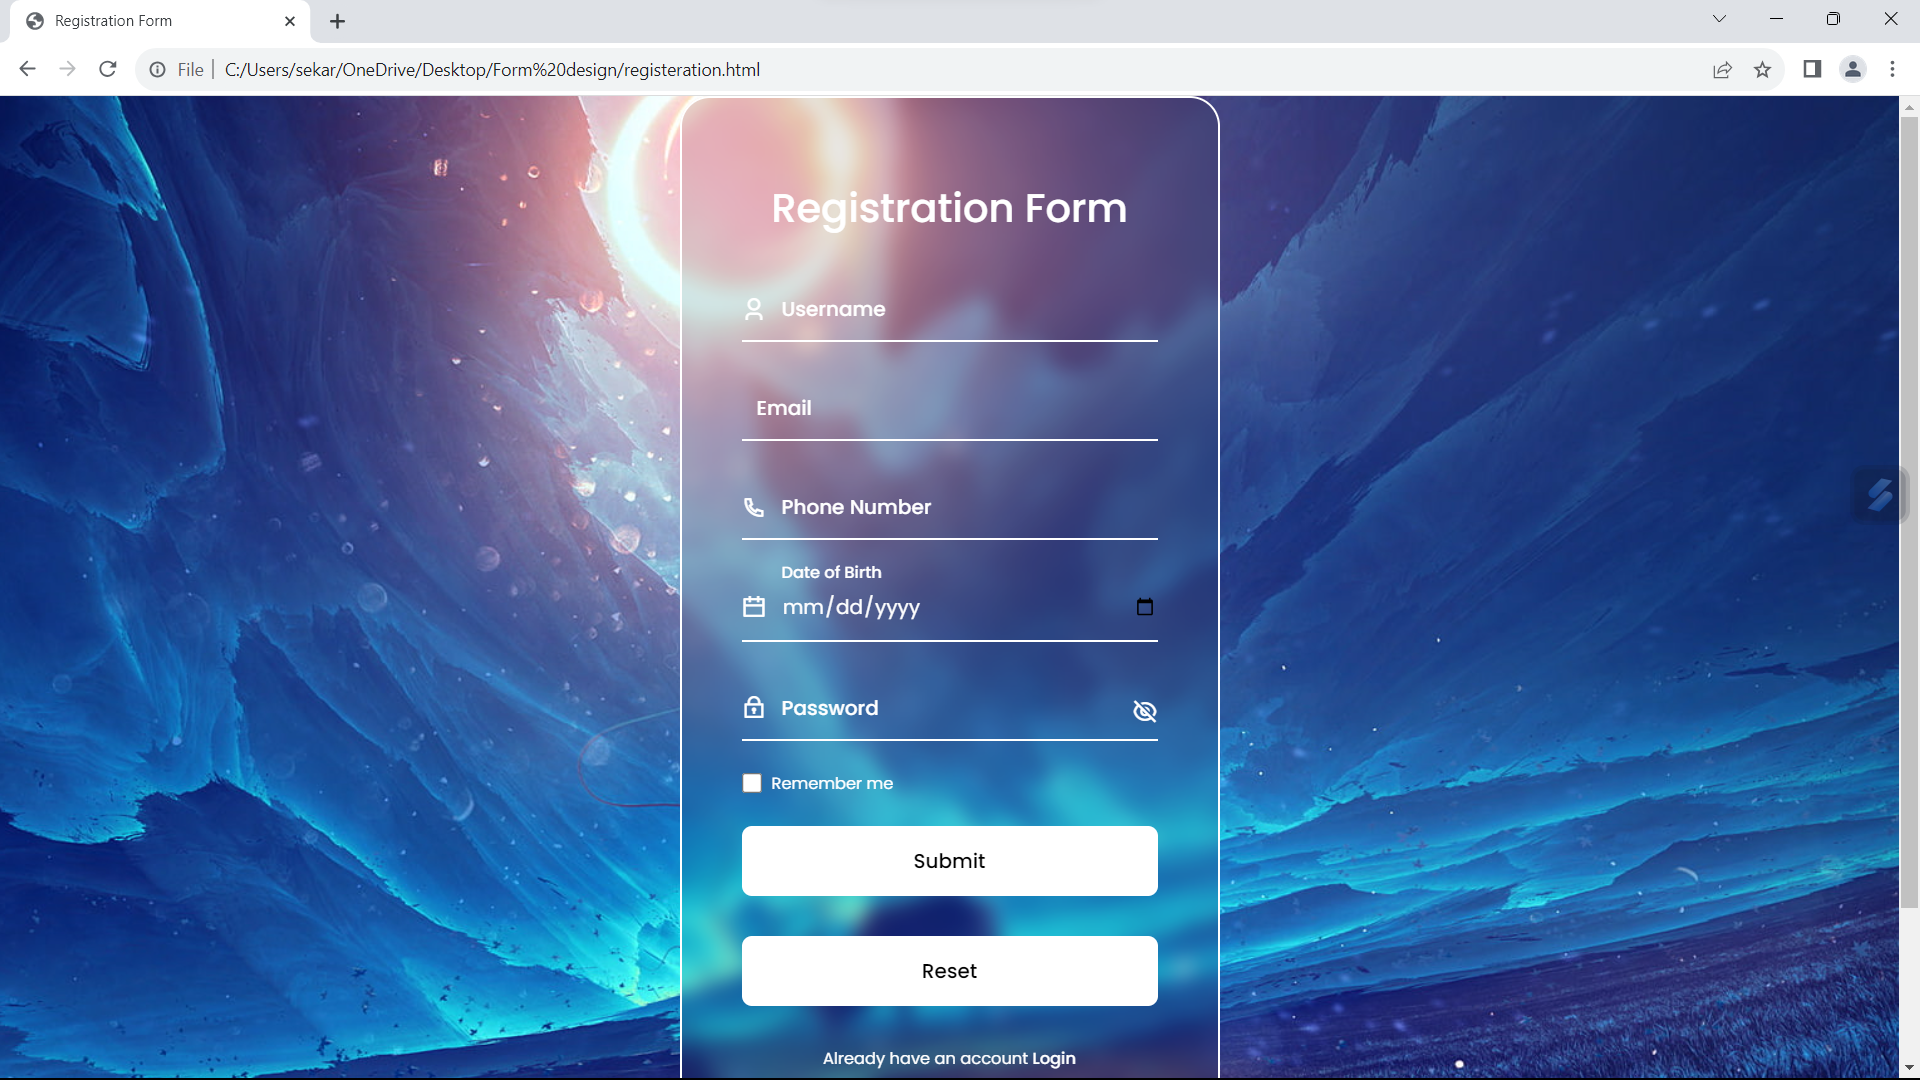 Registration Form
File C:/Users/sekar/OneDrive/Desktop/Form%20design/registeration.html
Registration Form
Username
Email
Phone Number
Date of Birth
mm/dd/yyyy
Password
Remember me
Submit
Reset
Already have an account Login